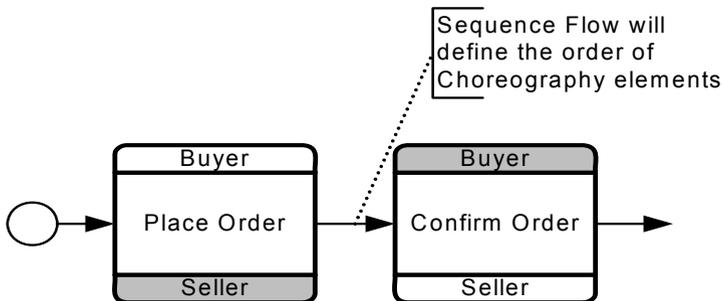 Sequence Flow will
define the order of
Choreography elements
Buyer
Place Order
Seller
Buyer
Confirm Order
Seller